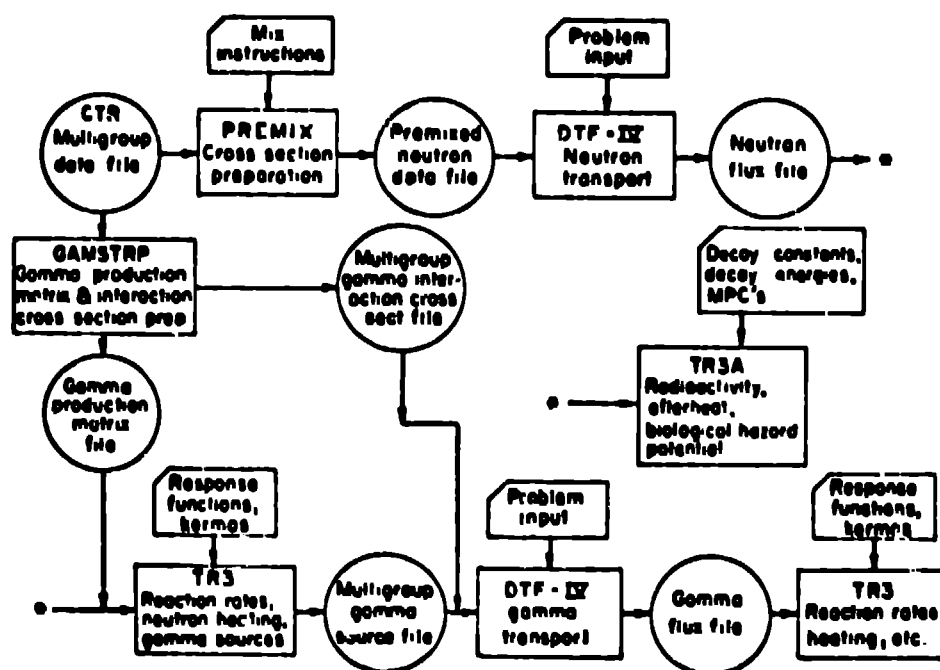 Mix
instructions
Problem
input
CTR
Multigroup
data file
PREMIX
Cross section
preparation
Premixed
neutron
data file
DTF - IV
Neutron
transport
Neutron
flux file
GAMSTRP
Gamma production
matrix & interaction
cross section prep
Multigroup
gamma inter-
action cross
sect file
Decay constants,
decay energies,
MPC's
TR3A
Radioactivity,
afterheat,
biological hazard
potential
Gamma
production
matrix
file
Response
functions,
kermas
Problem
input
Response
functions,
kermas
TR3
Reaction rates,
neutron heating,
gamma sources
Multigroup
gamma
source file
DTF - IV
gamma
transport
Gamma
flux file
TR3
Reaction rates
heating, etc.